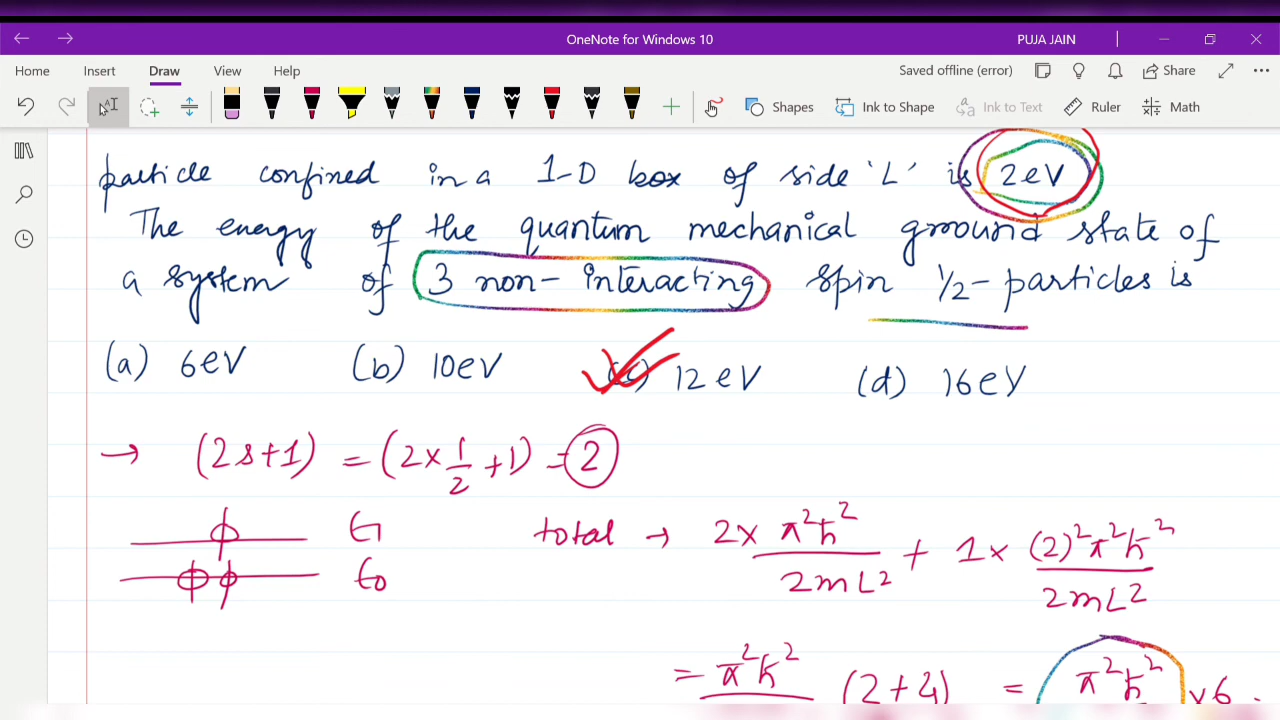 OneNote for Windows 10
PUJA JAIN
Home Insert Draw View Help
Saved offline (error)
Share
Shapes
Ink to Shape
Ink to Text
Ruler
Math
particle confined in a 1-D box of side 'L' is 2eV
The energy of the quantum mechanical ground state of
a system of 3 non-interacting spin 1/2-particles is
(a) 6eV (b) 10eV (c) 12eV (d) 16eV
→ (2s+1) = (2×1/2+1) = 2
E1
E0
total → 2× π²ħ²/2mL² + 1× (2)²π²ħ²/2mL²
= π²ħ² (2+4) = π²ħ² ×6